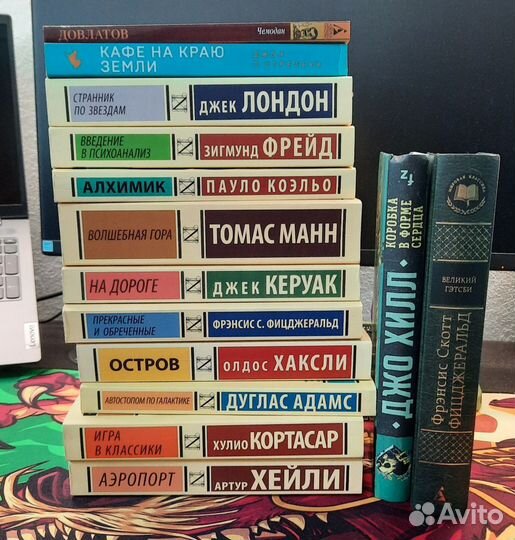 ДОВЛАТОВ Чемодан
КАФЕ НА КРАЮ
ЗЕМЛИ
СТРАННИК
ПО ЗВЕЗДАМ
ДЖЕК ЛОНДОН
ВВЕДЕНИЕ
В ПСИХОАНАЛИЗ
ЗИГМУНД ФРЕЙД
АЛХИМИК
ПАУЛО КОЭЛЬО
ВОЛШЕБНАЯ ГОРА
ТОМАС МАНН
НА ДОРОГЕ
ДЖЕК КЕРУАК
ПРЕКРАСНЫЕ
И ОБРЕЧЕННЫЕ
ФРЭНСИС С. ФИЦДЖЕРАЛЬД
ОСТРОВ
ОЛДОС ХАКСЛИ
АВТОСТОПОМ ПО ГАЛАКТИКЕ
ДУГЛАС АДАМС
ИГРА
В КЛАССИКИ
ХУЛИО КОРТАСАР
АЭРОПОРТ
АРТУР ХЕЙЛИ
ДЖО ХИЛЛ
КОРОБКА
В ФОРМЕ
СЕРДЦА
ФРЭНСИС СКОТТ
ФИЦДЖЕРАЛЬД
ВЕЛИКИЙ
ГЭТСБИ
Lenovo
Avito